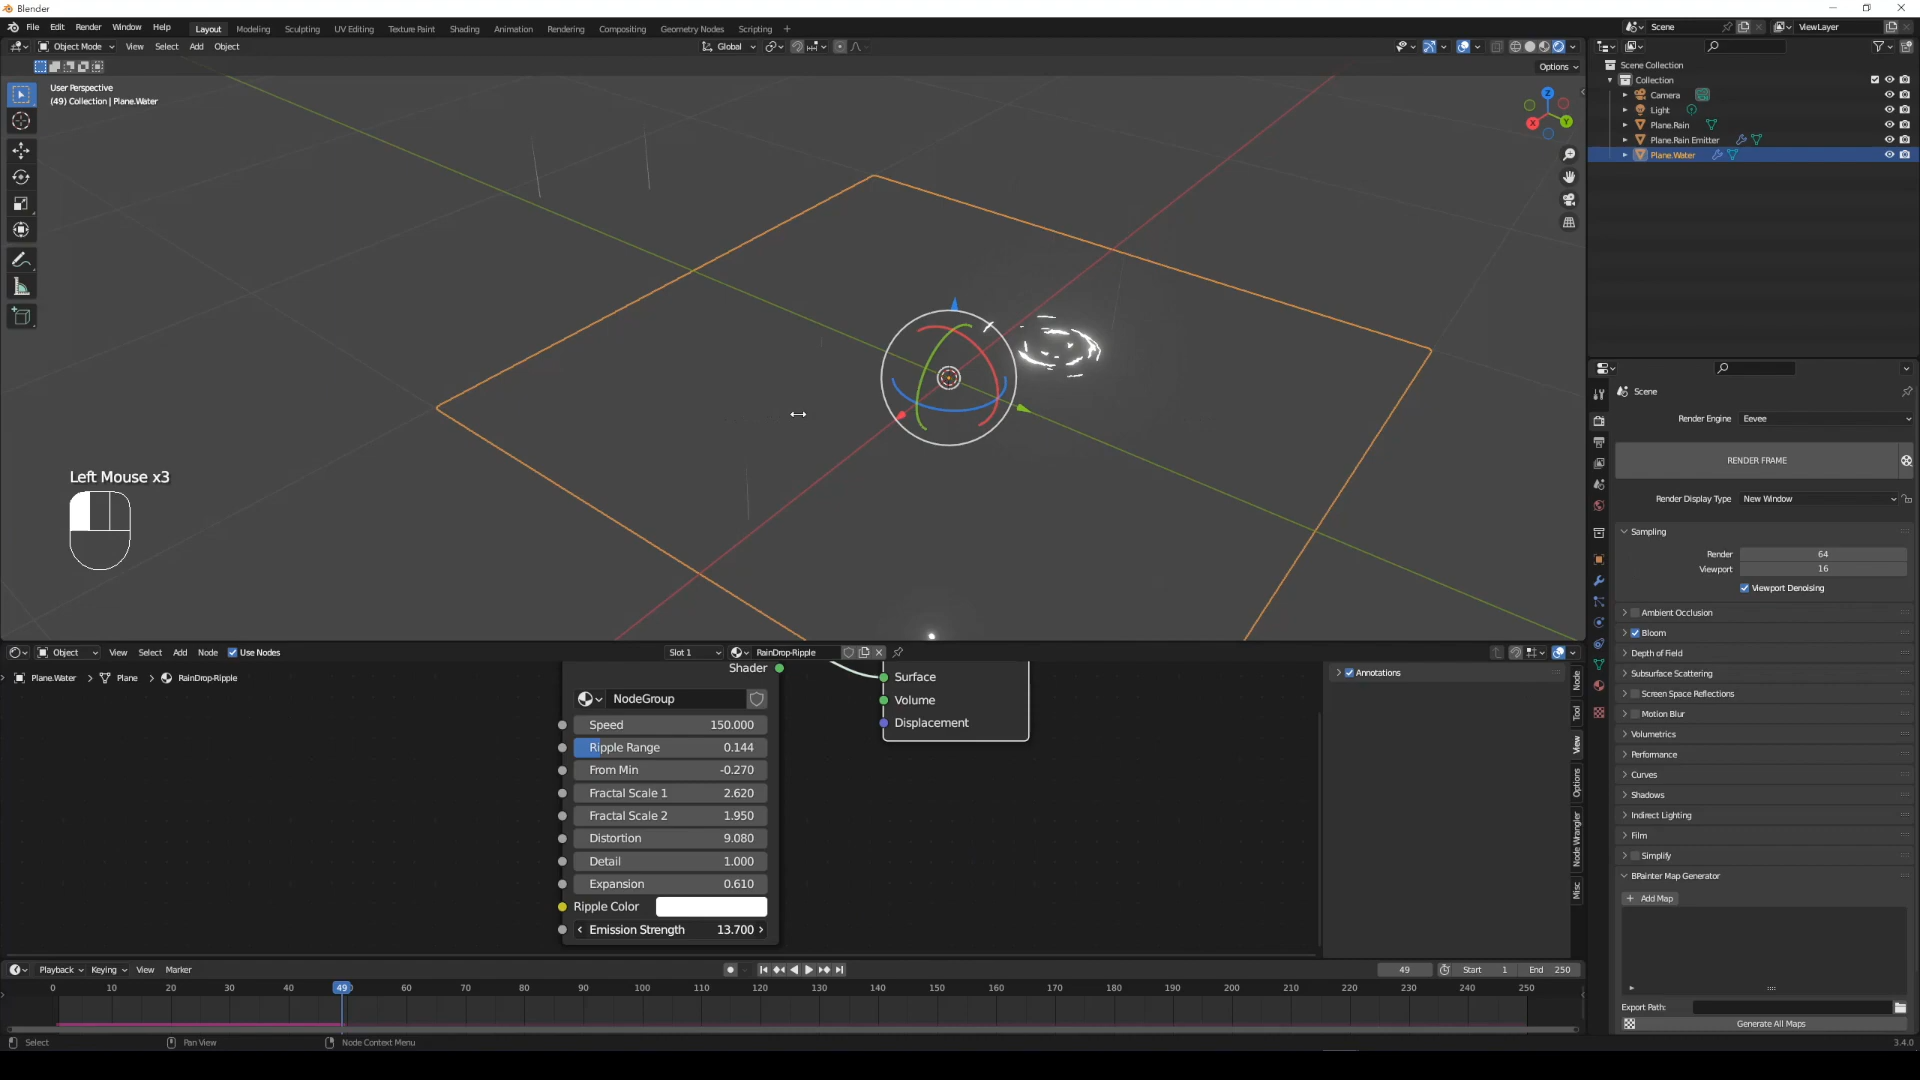 Blender
File Edit Render Window Help Layout Modeling Sculpting UV Editing Texture Paint Shading Animation Rendering Compositing Geometry Nodes Scripting + Scene ViewLayer
Object Mode View Select Add Object Global
Options
User Perspective
(49) Collection | Plane.Water
Z
Y
X
Left Mouse x3
Scene Collection
Collection
Camera
Light
Plane.Rain
Plane.Rain Emitter
Plane.Water
Scene
Render Engine Eevee
RENDER FRAME
Render Display Type New Window
Sampling
Render 64
Viewport 16
Viewport Denoising
Ambient Occlusion
Bloom
Depth of Field
Subsurface Scattering
Screen Space Reflections
Motion Blur
Volumetrics
Performance
Curves
Shadows
Indirect Lighting
Film
Simplify
BPainter Map Generator
+ Add Map
Export Path:
Generate All Maps
Object View Select Add Node Use Nodes Slot 1 RainDrop-Ripple
Plane.Water > Plane > RainDrop-Ripple
Shader
NodeGroup
Speed 150.000
Ripple Range 0.144
From Min -0.270
Fractal Scale 1 2.620
Fractal Scale 2 1.950
Distortion 9.080
Detail 1.000
Expansion 0.610
Ripple Color
Emission Strength 13.700
Surface
Volume
Displacement
Annotations
Node
Tool
View
Options
Node Wrangler
Misc
Playback Keying View Marker 49 Start 1 End 250
0 10 20 30 40 49 60 70 80 90 100 110 120 130 140 150 160 170 180 190 200 210 220 230 240 250
Select Pan View Node Context Menu 3.4.0